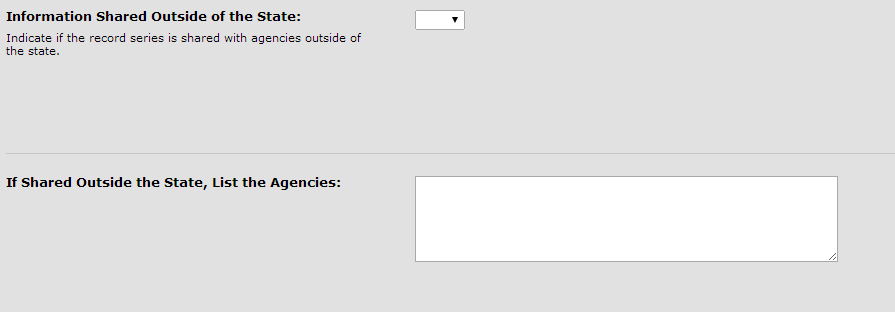 Information Shared Outside of the State:
Indicate if the record series is shared with agencies outside of
the state.
If Shared Outside the State, List the Agencies: